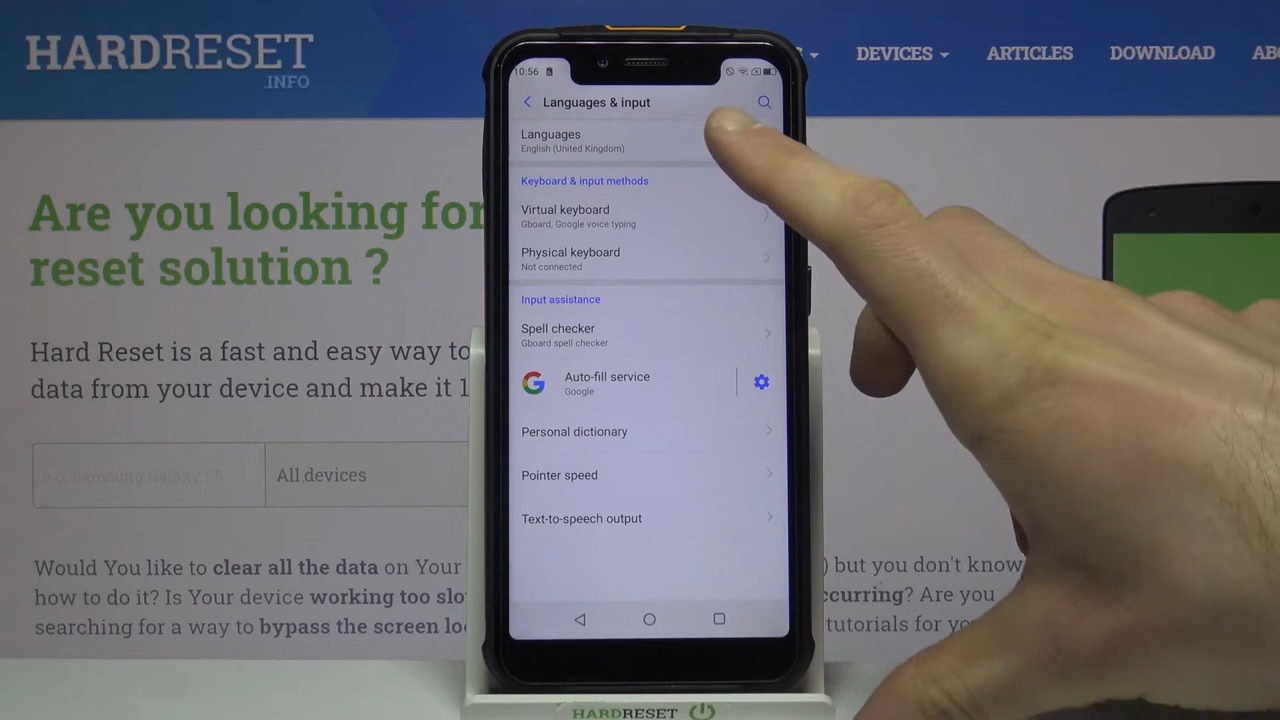 HARDRESET
.INFO
DEVICES
ARTICLES
DOWNLOAD
Are you looking for
reset solution ?
Hard Reset is a fast and easy way to
data from your device and make it
All devices
Would You like to clear all the data on Your
how to do it? Is Your device working too
searching for a way to bypass the screen
) but you don't know
Are you
tutorials for
10:56
Languages & input
Languages
English (United Kingdom)
Keyboard & input methods
Virtual keyboard
Gboard, Google voice typing
Physical keyboard
Not connected
Input assistance
Spell checker
Gboard spell checker
Auto-fill service
Google
Personal dictionary
Pointer speed
Text-to-speech output
HARDRESET